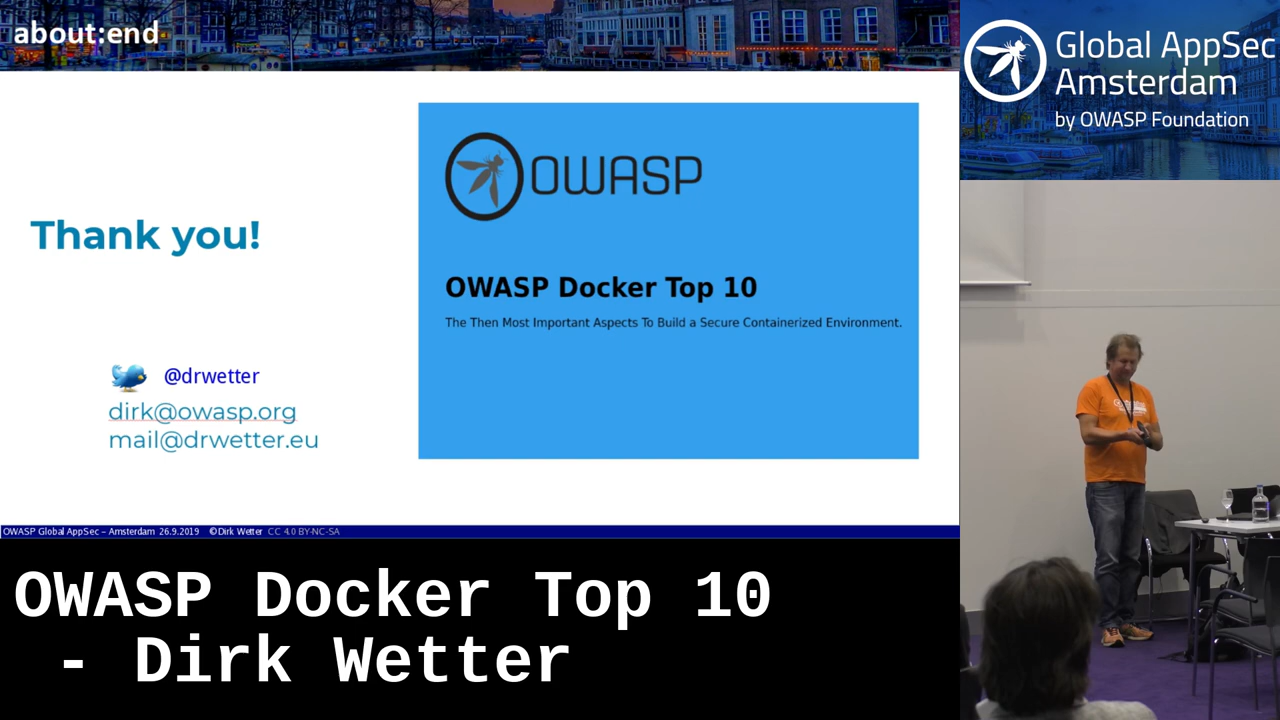 about:end
Thank you!
@drwetter
dirk@owasp.org
mail@drwetter.eu
OWASP
OWASP Docker Top 10
The Then Most Important Aspects To Build a Secure Containerized Environment.
OWASP Global AppSec – Amsterdam 26.9.2019 ©Dirk Wetter CC 4.0 BY-NC-SA
Global AppSec
Amsterdam
by OWASP Foundation
OWASP Docker Top 10
- Dirk Wetter